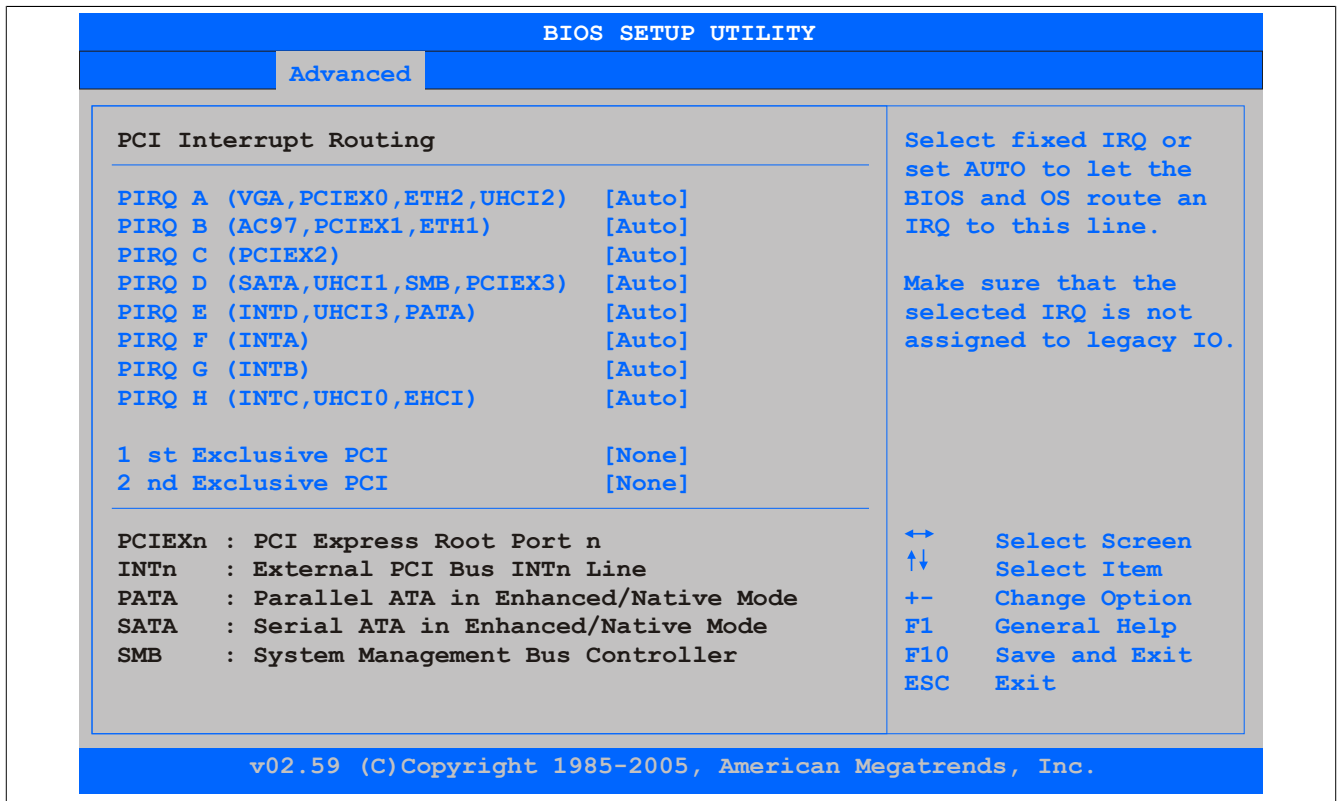 BIOS SETUP UTILITY
Advanced
PCI Interrupt Routing
PIRQ A (VGA,PCIEX0,ETH2,UHCI2) [Auto]
PIRQ B (AC97,PCIEX1,ETH1) [Auto]
PIRQ C (PCIEX2) [Auto]
PIRQ D (SATA,UHCI1,SMB,PCIEX3) [Auto]
PIRQ E (INTD,UHCI3,PATA) [Auto]
PIRQ F (INTA) [Auto]
PIRQ G (INTB) [Auto]
PIRQ H (INTC,UHCI0,EHCI) [Auto]
1 st Exclusive PCI [None]
2 nd Exclusive PCI [None]
PCIEXn : PCI Express Root Port n
INTn : External PCI Bus INTn Line
PATA : Parallel ATA in Enhanced/Native Mode
SATA : Serial ATA in Enhanced/Native Mode
SMB : System Management Bus Controller
Select fixed IRQ or
set AUTO to let the
BIOS and OS route an
IRQ to this line.
Make sure that the
selected IRQ is not
assigned to legacy IO.
↔ Select Screen
↑↓ Select Item
+- Change Option
F1 General Help
F10 Save and Exit
ESC Exit
v02.59 (C)Copyright 1985-2005, American Megatrends, Inc.